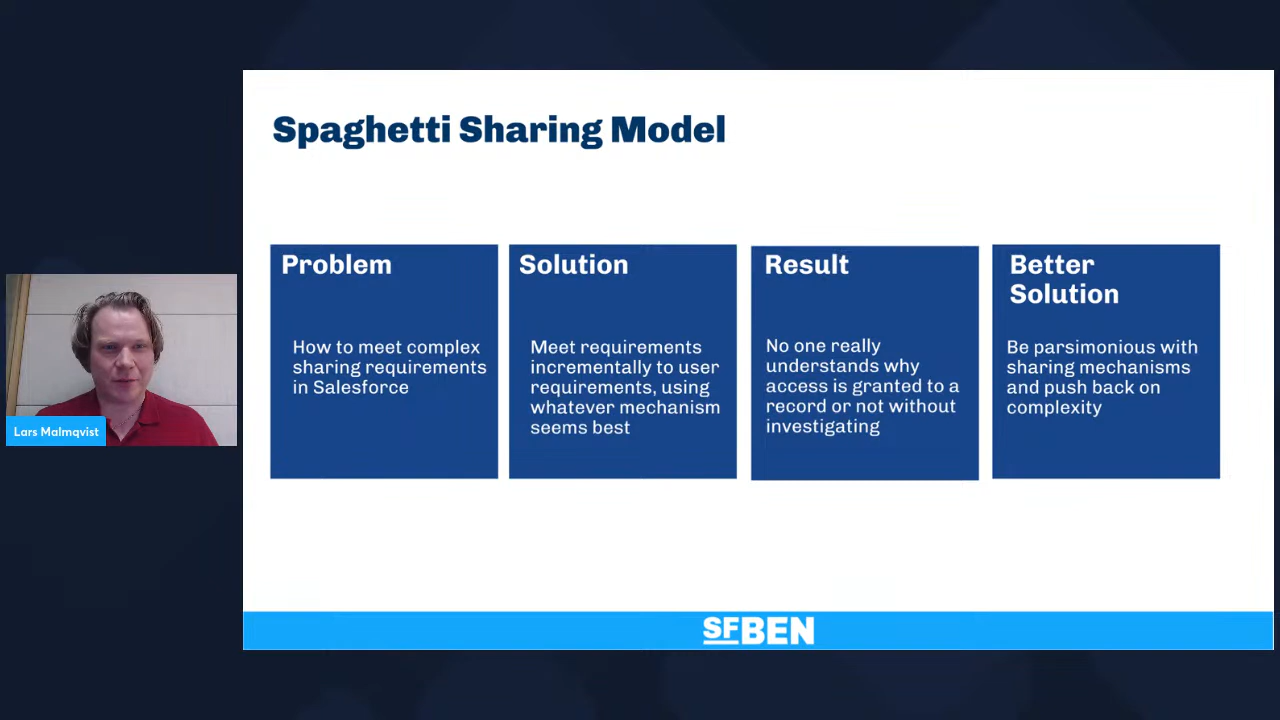 Spaghetti Sharing Model
Problem
How to meet complex
sharing requirements
in Salesforce
Solution
Meet requirements
incrementally to user
requirements, using
whatever mechanism
seems best
Result
No one really
understands why
access is granted to a
record or not without
investigating
Better
Solution
Be parsimonious with
sharing mechanisms
and push back on
complexity
Lars Malmqvist
SFBEN